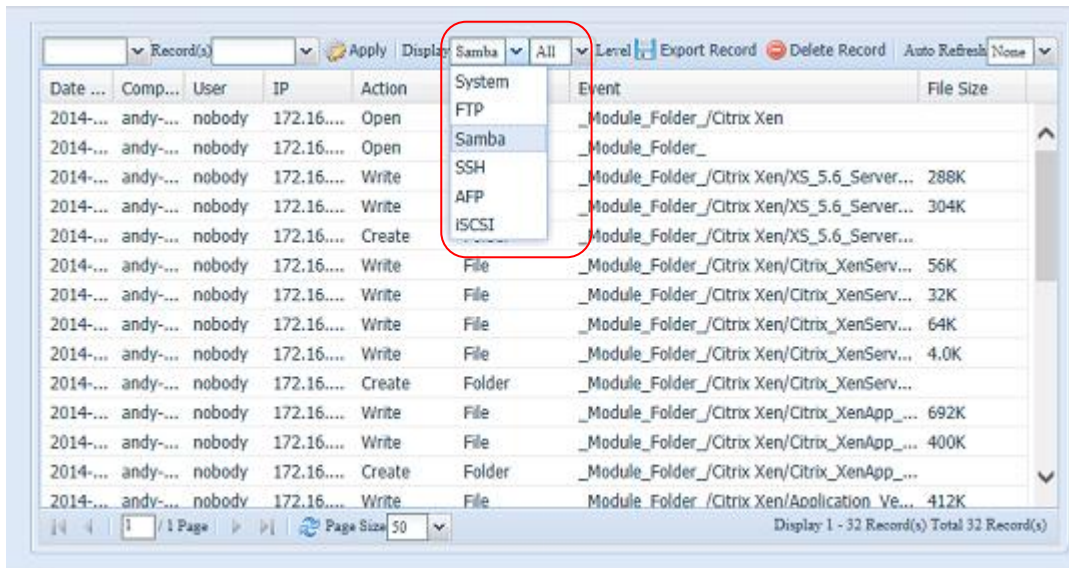 Record(s) Apply Display Samba All Level Export Record Delete Record Auto Refresh None
Date ... Comp... User IP Action Event File Size
System
FTP
Samba
SSH
AFP
iSCSI
2014-... andy-... nobody 172.16.... Open _Module_Folder_/Citrix Xen
2014-... andy-... nobody 172.16.... Open _Module_Folder_
2014-... andy-... nobody 172.16.... Write _Module_Folder_/Citrix Xen/XS_5.6_Server... 288K
2014-... andy-... nobody 172.16.... Write _Module_Folder_/Citrix Xen/XS_5.6_Server... 304K
2014-... andy-... nobody 172.16.... Create _Module_Folder_/Citrix Xen/XS_5.6_Server...
2014-... andy-... nobody 172.16.... Write File _Module_Folder_/Citrix Xen/Citrix_XenServ... 56K
2014-... andy-... nobody 172.16.... Write File _Module_Folder_/Citrix Xen/Citrix_XenServ... 32K
2014-... andy-... nobody 172.16.... Write File _Module_Folder_/Citrix Xen/Citrix_XenServ... 64K
2014-... andy-... nobody 172.16.... Write File _Module_Folder_/Citrix Xen/Citrix_XenServ... 4.0K
2014-... andy-... nobody 172.16.... Create Folder _Module_Folder_/Citrix Xen/Citrix_XenServ...
2014-... andy-... nobody 172.16.... Write File _Module_Folder_/Citrix Xen/Citrix_XenApp_... 692K
2014-... andy-... nobody 172.16.... Write File _Module_Folder_/Citrix Xen/Citrix_XenApp_... 400K
2014-... andy-... nobody 172.16.... Create Folder _Module_Folder_/Citrix Xen/Citrix_XenApp_...
2014-... andy-... nobody 172.16.... Write File _Module_Folder_/Citrix Xen/Application_Ve... 412K
1 / 1 Page Page Size 50 Display 1 - 32 Record(s) Total 32 Record(s)